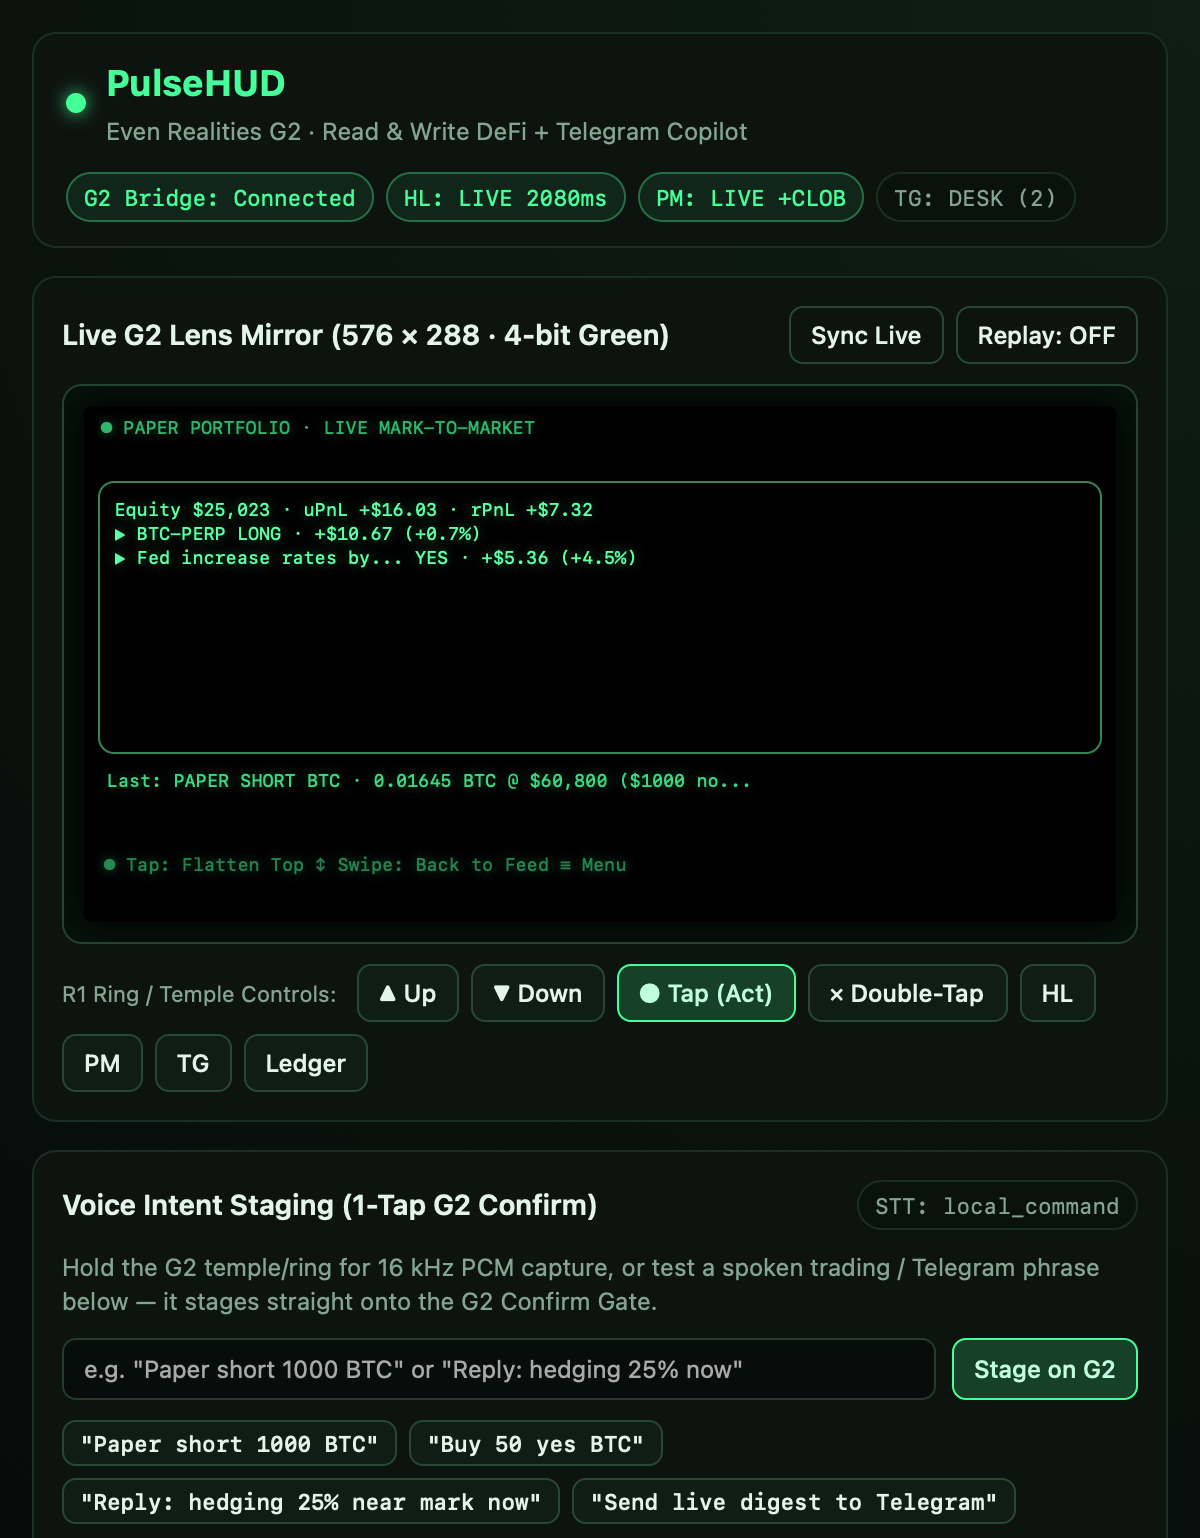 PulseHUD
Even Realities G2 · Read & Write DeFi + Telegram Copilot
G2 Bridge: Connected
HL: LIVE 2080ms
PM: LIVE +CLOB
TG: DESK (2)
Live G2 Lens Mirror (576 × 288 · 4-bit Green)
Sync Live
Replay: OFF
● PAPER PORTFOLIO · LIVE MARK—TO—MARKET
Equity $25,023 · uPnL +$16.03 · rPnL +$7.32
▶ BTC—PERP LONG · +$10.67 (+0.7%)
▶ Fed increase rates by... YES · +$5.36 (+4.5%)
Last: PAPER SHORT BTC · 0.01645 BTC @ $60,800 ($1000 no...
● Tap: Flatten Top ↕ Swipe: Back to Feed ≡ Menu
R1 Ring / Temple Controls:
▲ Up
▼ Down
● Tap (Act)
× Double-Tap
HL
PM
TG
Ledger
Voice Intent Staging (1-Tap G2 Confirm)
STT: local_command
Hold the G2 temple/ring for 16 kHz PCM capture, or test a spoken trading / Telegram phrase
below — it stages straight onto the G2 Confirm Gate.
e.g. "Paper short 1000 BTC" or "Reply: hedging 25% now"
Stage on G2
"Paper short 1000 BTC"
"Buy 50 yes BTC"
"Reply: hedging 25% near mark now"
"Send live digest to Telegram"